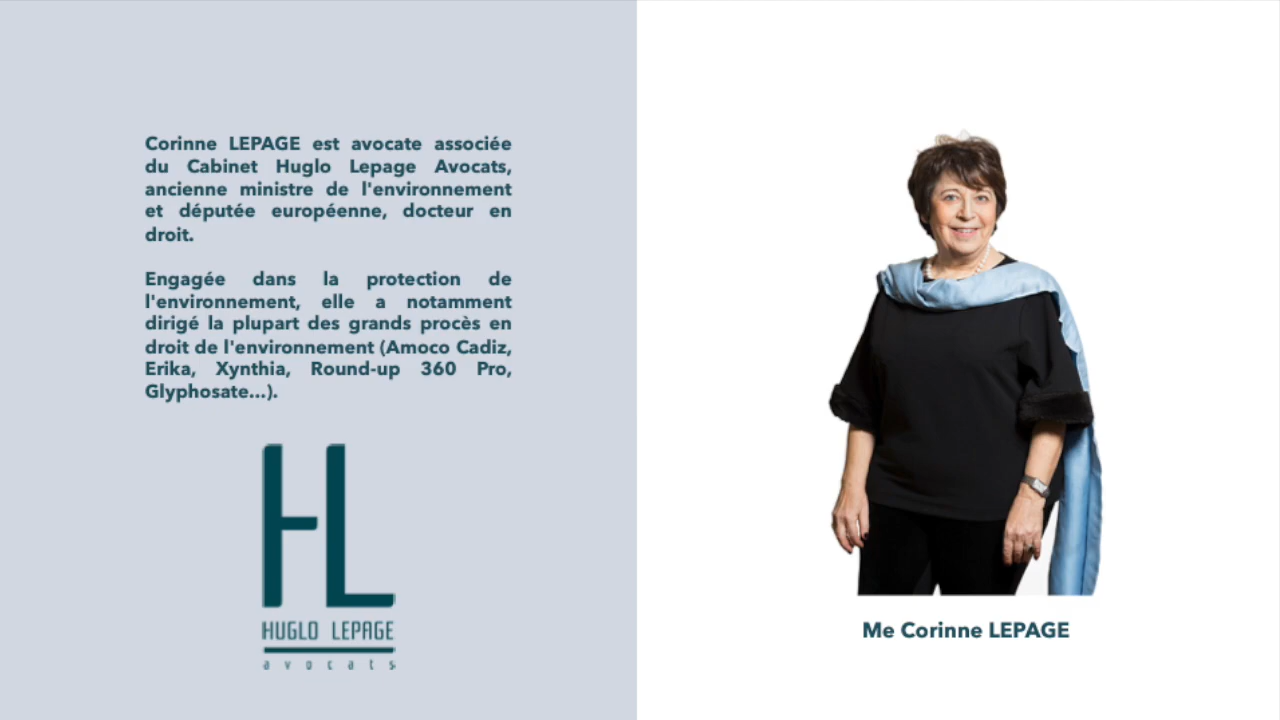 Corinne LEPAGE est avocate associée
du Cabinet Huglo Lepage Avocats,
ancienne ministre de l'environnement
et députée européenne, docteur en
droit.
Engagée dans la protection de
l'environnement, elle a notamment
dirigé la plupart des grands procès en
droit de l'environnement (Amoco Cadiz,
Erika, Xynthia, Round-up 360 Pro,
Glyphosate...).
HL
HUGLO LEPAGE
avocats
Me Corinne LEPAGE